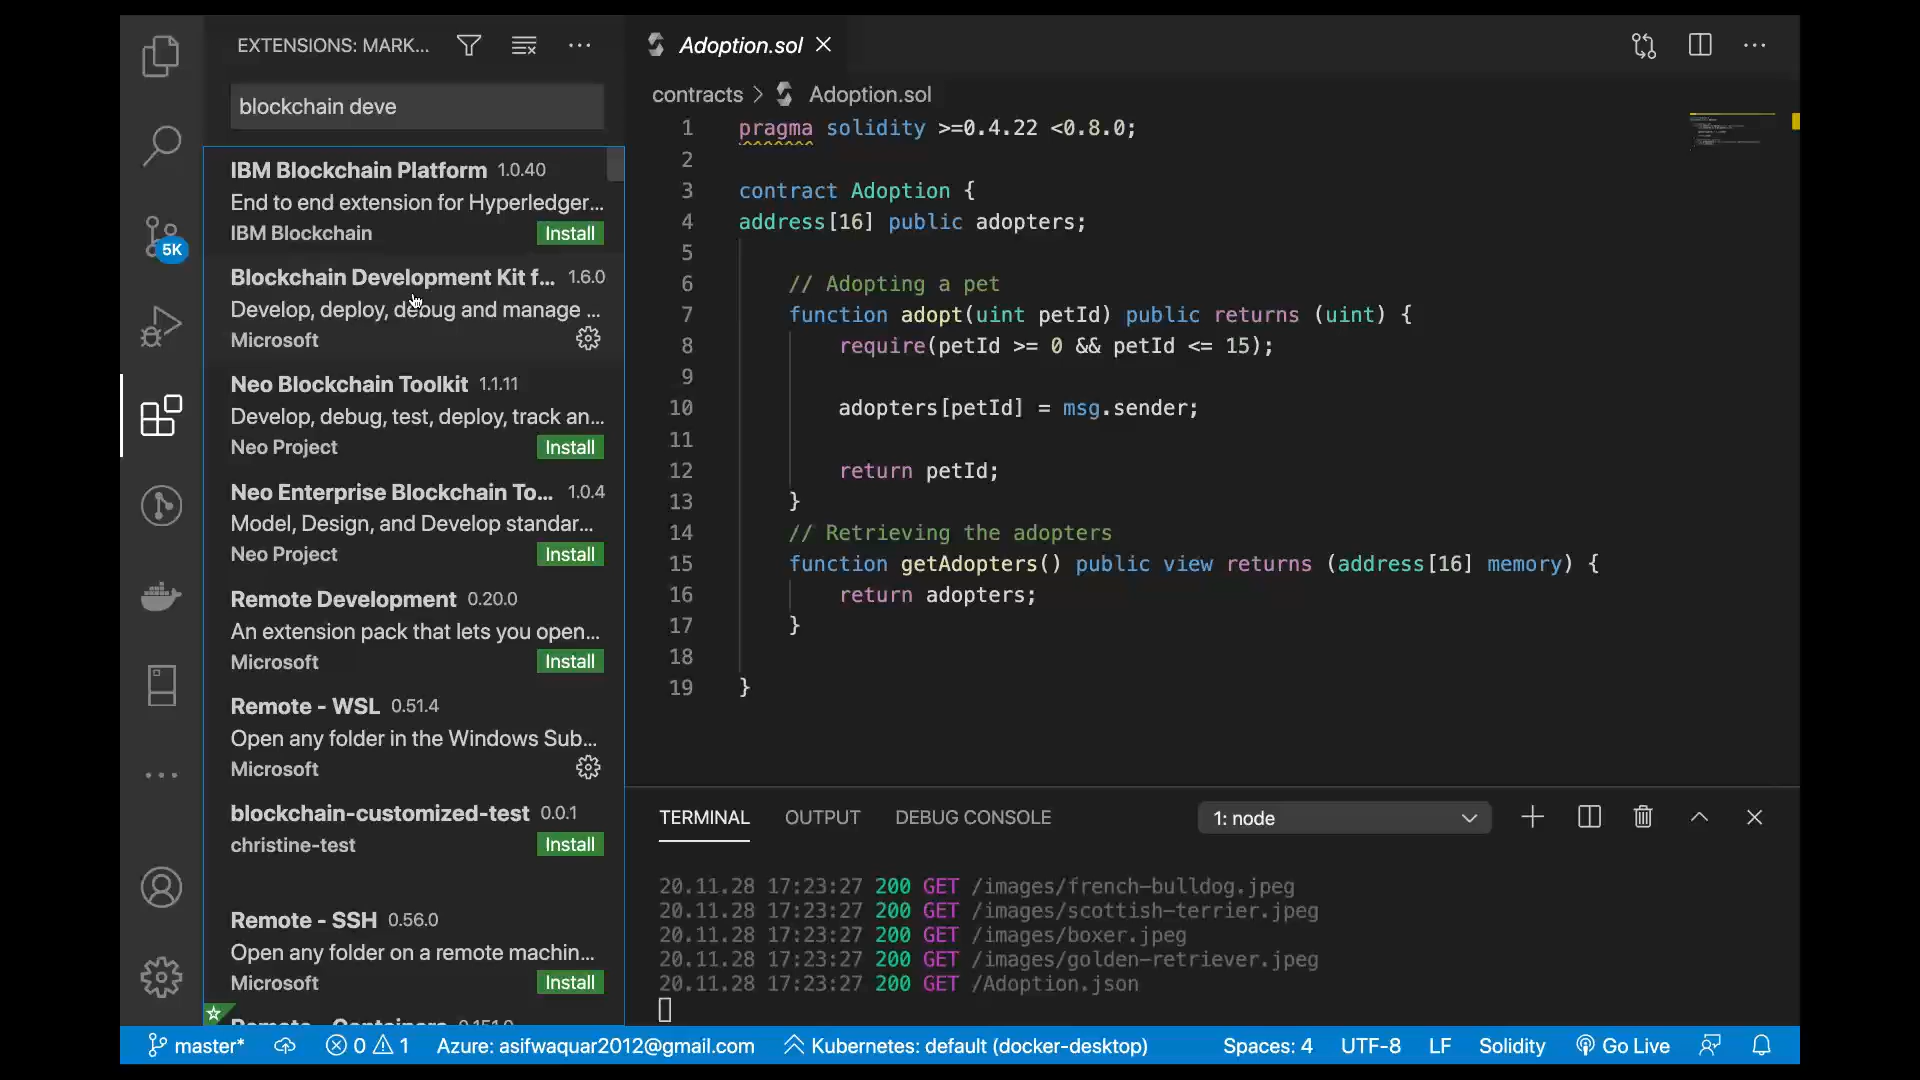 EXTENSIONS: MARK...
blockchain deve
IBM Blockchain Platform 1.0.40
End to end extension for Hyperledger...
IBM Blockchain Install
Blockchain Development Kit f... 1.6.0
Develop, deploy, debug and manage ...
Microsoft
Neo Blockchain Toolkit 1.1.11
Develop, debug, test, deploy, track an...
Neo Project Install
Neo Enterprise Blockchain To... 1.0.4
Model, Design, and Develop standar...
Neo Project Install
Remote Development 0.20.0
An extension pack that lets you open...
Microsoft Install
Remote - WSL 0.51.4
Open any folder in the Windows Sub...
Microsoft
blockchain-customized-test 0.0.1
christine-test Install
Remote - SSH 0.56.0
Open any folder on a remote machin...
Microsoft Install
Remote - Containers
5K
Adoption.sol
contracts > Adoption.sol
1 pragma solidity >=0.4.22 <0.8.0;
2
3 contract Adoption {
4 address[16] public adopters;
5
6 // Adopting a pet
7 function adopt(uint petId) public returns (uint) {
8 require(petId >= 0 && petId <= 15);
9
10 adopters[petId] = msg.sender;
11
12 return petId;
13 }
14 // Retrieving the adopters
15 function getAdopters() public view returns (address[16] memory) {
16 return adopters;
17 }
18
19 }
TERMINAL OUTPUT DEBUG CONSOLE 1: node
20.11.28 17:23:27 200 GET /images/french-bulldog.jpeg
20.11.28 17:23:27 200 GET /images/scottish-terrier.jpeg
20.11.28 17:23:27 200 GET /images/boxer.jpeg
20.11.28 17:23:27 200 GET /images/golden-retriever.jpeg
20.11.28 17:23:27 200 GET /Adoption.json
master* 0 1 Azure: asifwaquar2012@gmail.com Kubernetes: default (docker-desktop) Spaces: 4 UTF-8 LF Solidity Go Live